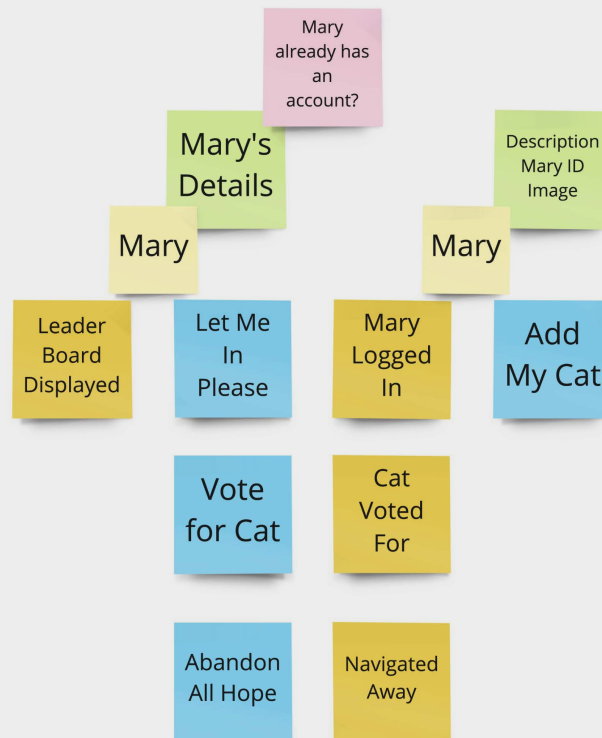 Mary
already has
an
account?
Mary's
Details
Description
Mary ID
Image
Mary
Mary
Leader
Board
Displayed
Let Me
In
Please
Mary
Logged
In
Add
My Cat
Vote
for Cat
Cat
Voted
For
Abandon
All Hope
Navigated
Away